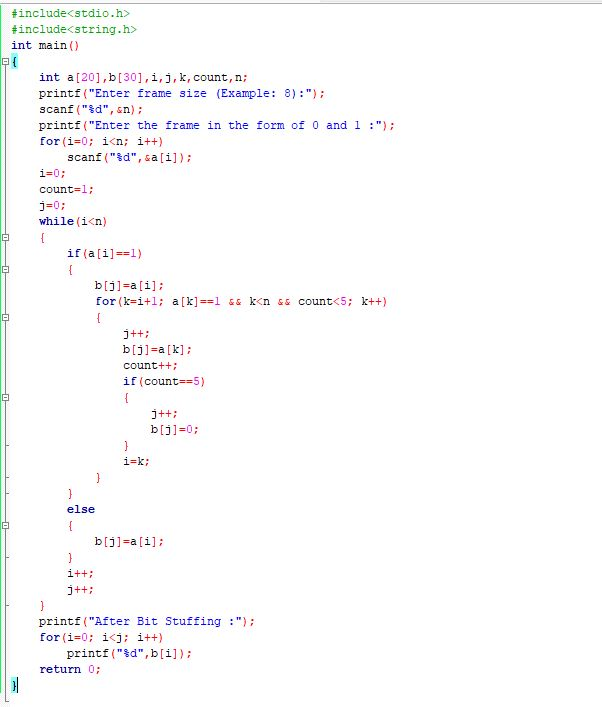 #include<stdio.h>
#include<string.h>
int main()
{
    int a[20],b[30],i,j,k,count,n;
    printf("Enter frame size (Example: 8):");
    scanf("%d",&n);
    printf("Enter the frame in the form of 0 and 1 :");
    for(i=0; i<n; i++)
        scanf("%d",&a[i]);
    i=0;
    count=1;
    j=0;
    while(i<n)
    {
        if(a[i]==1)
        {
            b[j]=a[i];
            for(k=i+1; a[k]==1 && k<n && count<5; k++)
            {
                j++;
                b[j]=a[k];
                count++;
                if(count==5)
                {
                    j++;
                    b[j]=0;
                }
                i=k;
            }
        }
        else
        {
            b[j]=a[i];
        }
        i++;
        j++;
    }
    printf("After Bit Stuffing :");
    for(i=0; i<j; i++)
        printf("%d",b[i]);
    return 0;
}